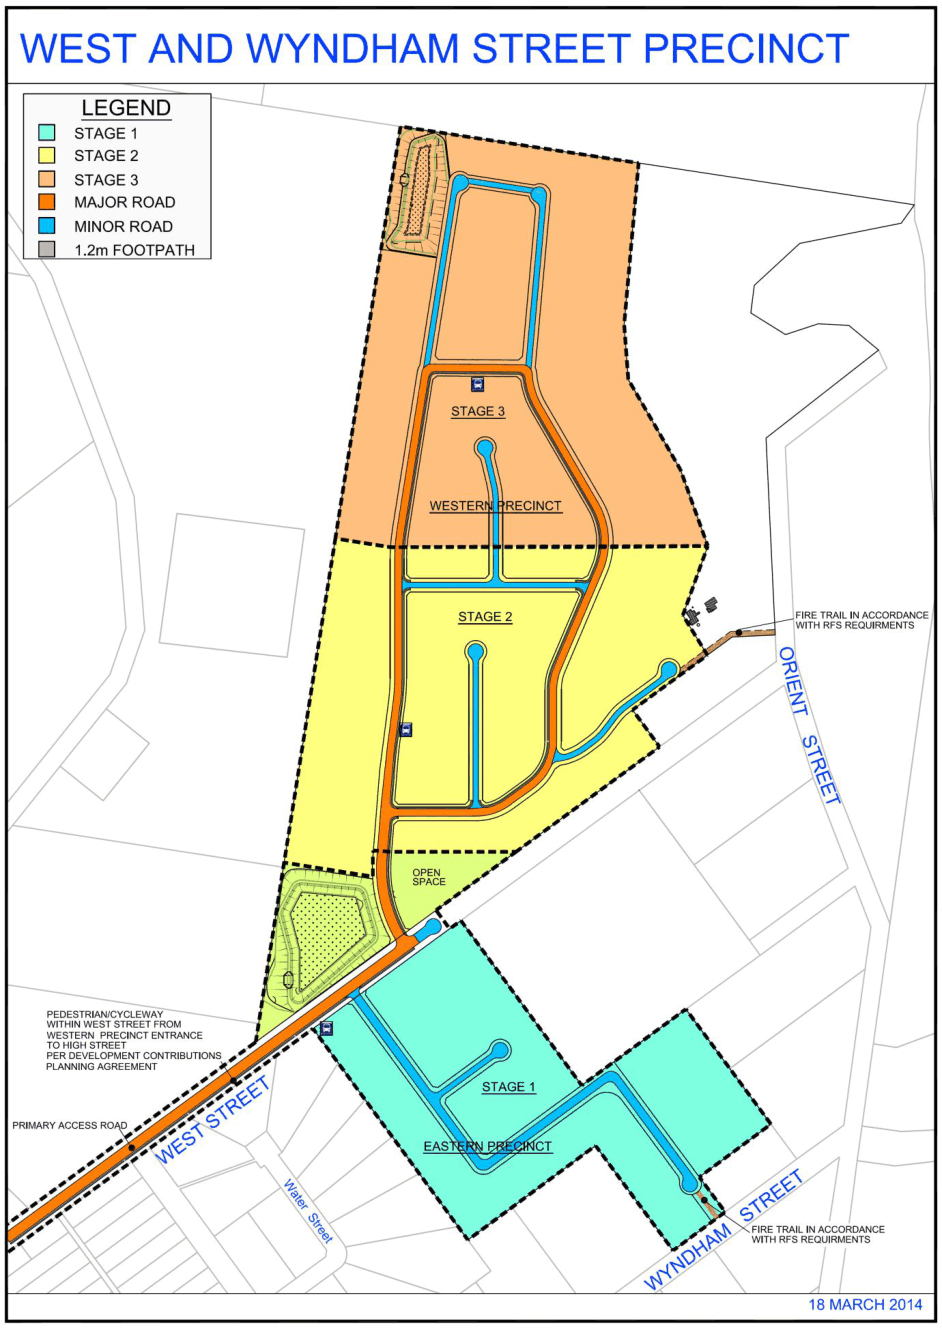 WEST AND WYNDHAM STREET PRECINCT
LEGEND
STAGE 1
STAGE 2
STAGE 3
MAJOR ROAD
MINOR ROAD
1.2m FOOTPATH
STAGE 3
WESTERN PRECINCT
STAGE 2
FIRE TRAIL IN ACCORDANCE
WITH RFS REQUIRMENTS
ORIENT STREET
OPEN
SPACE
PEDESTRIAN/CYCLEWAY
WITHIN WEST STREET FROM
WESTERN PRECINCT ENTRANCE
TO HIGH STREET
PER DEVELOPMENT CONTRIBUTIONS
PLANNING AGREEMENT
STAGE 1
EASTERN PRECINCT
PRIMARY ACCESS ROAD
WEST STREET
Water Street
WYNDHAM STREET
FIRE TRAIL IN ACCORDANCE
WITH RFS REQUIRMENTS
18 MARCH 2014